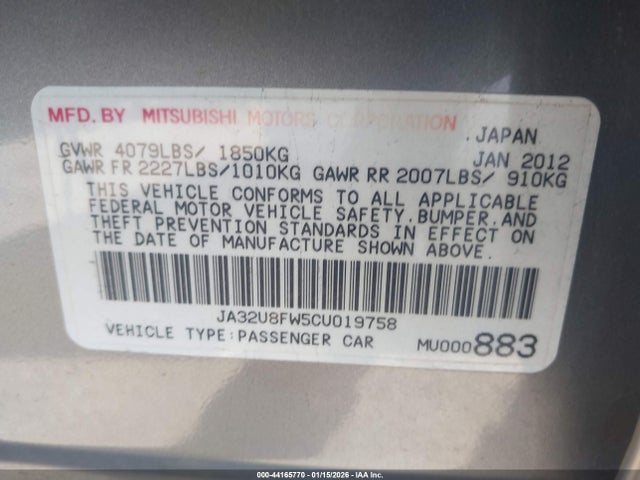 MFD. BY MITSUBISHI MOTORS CORPORATION
JAPAN
GVWR 4079LBS/ 1850KG JAN 2012
GAWR FR 2227LBS/1010KG GAWR RR 2007LBS/ 910KG
THIS VEHICLE CONFORMS TO ALL APPLICABLE
FEDERAL MOTOR VEHICLE SAFETY,BUMPER,AND
THEFT PREVENTION STANDARDS IN EFFECT ON
THE DATE OF MANUFACTURE SHOWN ABOVE.
JA32U8FW5CU019758
VEHICLE TYPE:PASSENGER CAR MU000883
000-44165770 - 01/15/2026 - IAA Inc.